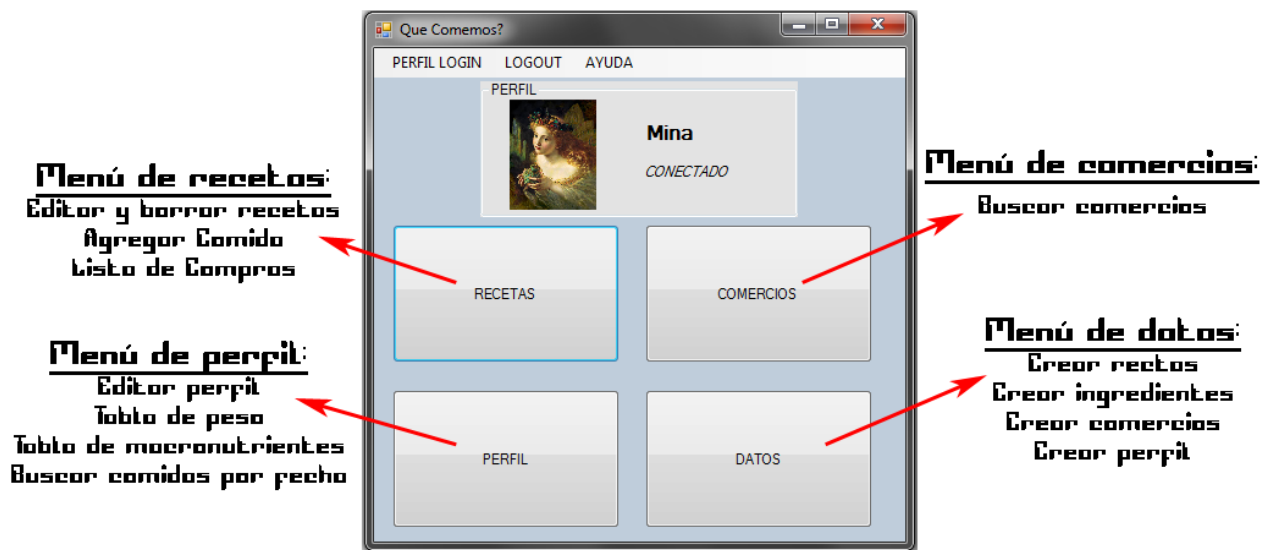 Que Comemos?
PERFIL LOGIN LOGOUT AYUDA
PERFIL
Mina
CONECTADO
RECETAS
COMERCIOS
PERFIL
DATOS
Menú de recetas:
Editar y borrar recetas
Agregar Comida
Lista de Compras
Menú de perfil:
Editar perfil
Tabla de peso
Tabla de macronutrientes
Buscar comidas por fecha
Menú de comercios:
Buscar comercios
Menú de datos:
Crear rectas
Crear ingredientes
Crear comercios
Crear perfil